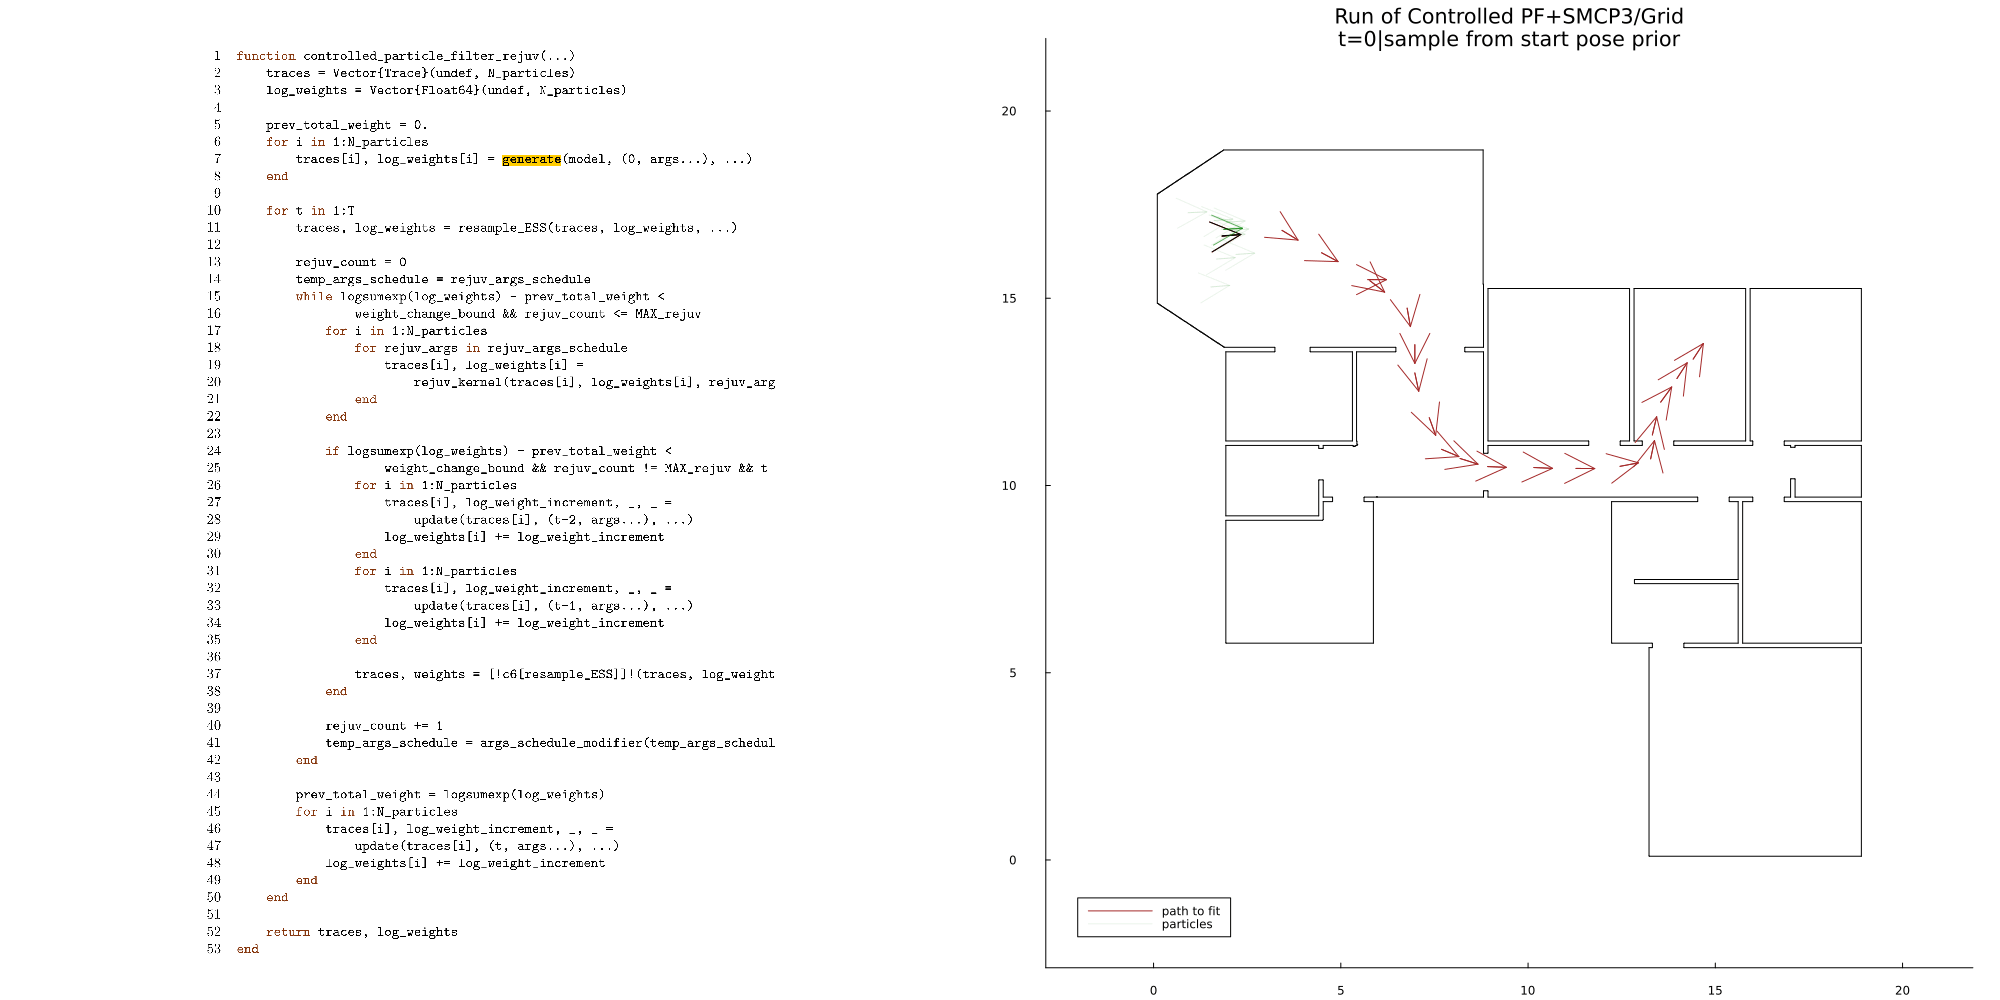 1 function controlled_particle_filter_rejuv(...)
2 traces = Vector{Trace}(undef, N_particles)
3 log_weights = Vector{Float64}(undef, N_particles)
4
5 prev_total_weight = 0.
6 for i in 1:N_particles
7 traces[i], log_weights[i] = generate(model, (0, args...), ...)
8 end
9
10 for t in 1:T
11 traces, log_weights = resample_ESS(traces, log_weights, ...)
12
13 rejuv_count = 0
14 temp_args_schedule = rejuv_args_schedule
15 while logsumexp(log_weights) - prev_total_weight <
16 weight_change_bound && rejuv_count <= MAX_rejuv
17 for i in 1:N_particles
18 for rejuv_args in rejuv_args_schedule
19 traces[i], log_weights[i] =
20 rejuv_kernel(traces[i], log_weights[i], rejuv_arg
21 end
22 end
23
24 if logsumexp(log_weights) - prev_total_weight <
25 weight_change_bound && rejuv_count != MAX_rejuv && t
26 for i in 1:N_particles
27 traces[i], log_weight_increment, _, _ =
28 update(traces[i], (t-2, args...), ...)
29 log_weights[i] += log_weight_increment
30 end
31 for i in 1:N_particles
32 traces[i], log_weight_increment, _, _ =
33 update(traces[i], (t-1, args...), ...)
34 log_weights[i] += log_weight_increment
35 end
36
37 traces, weights = [!c6[resample_ESS]]!(traces, log_weight
38 end
39
40 rejuv_count += 1
41 temp_args_schedule = args_schedule_modifier(temp_args_schedul
42 end
43
44 prev_total_weight = logsumexp(log_weights)
45 for i in 1:N_particles
46 traces[i], log_weight_increment, _, _ =
47 update(traces[i], (t, args...), ...)
48 log_weights[i] += log_weight_increment
49 end
50 end
51
52 return traces, log_weights
53 end
Run of Controlled PF+SMCP3/Grid
t=0|sample from start pose prior
20
15
10
5
0
path to fit
particles
0 5 10 15 20